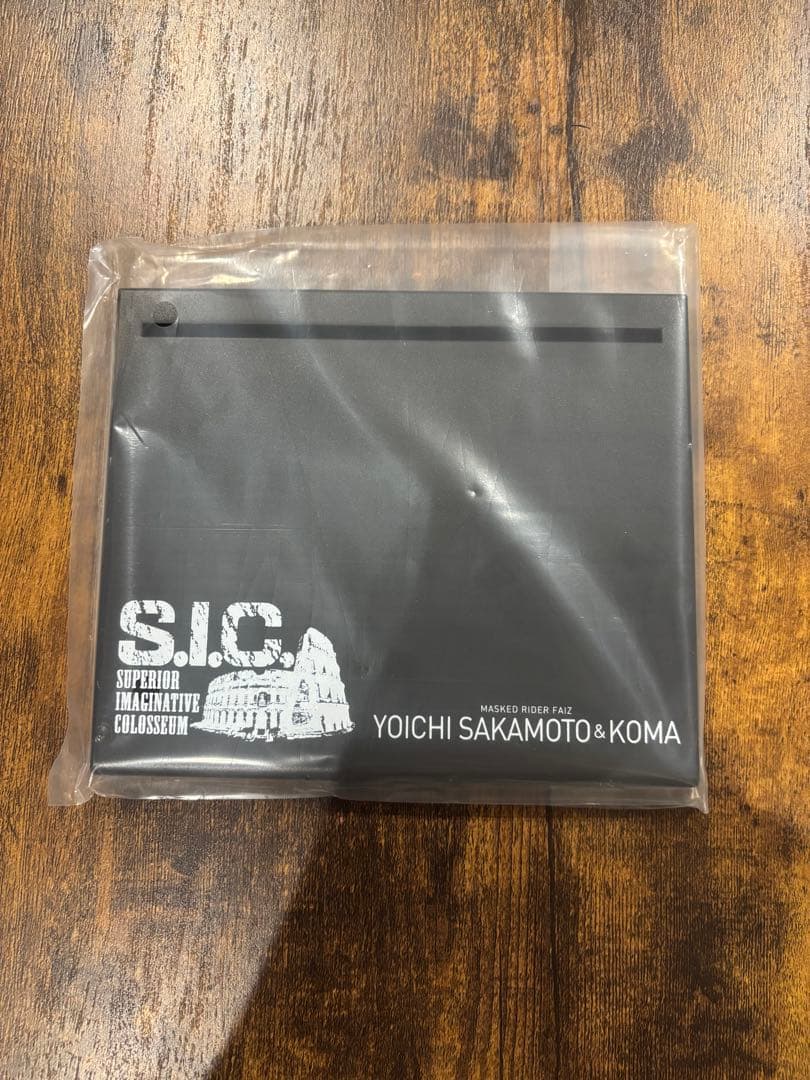 S.I.C.
SUPERIOR
IMAGINATIVE
COLOSSEUM
MASKED RIDER FAIZ
YOICHI SAKAMOTO & KOMA